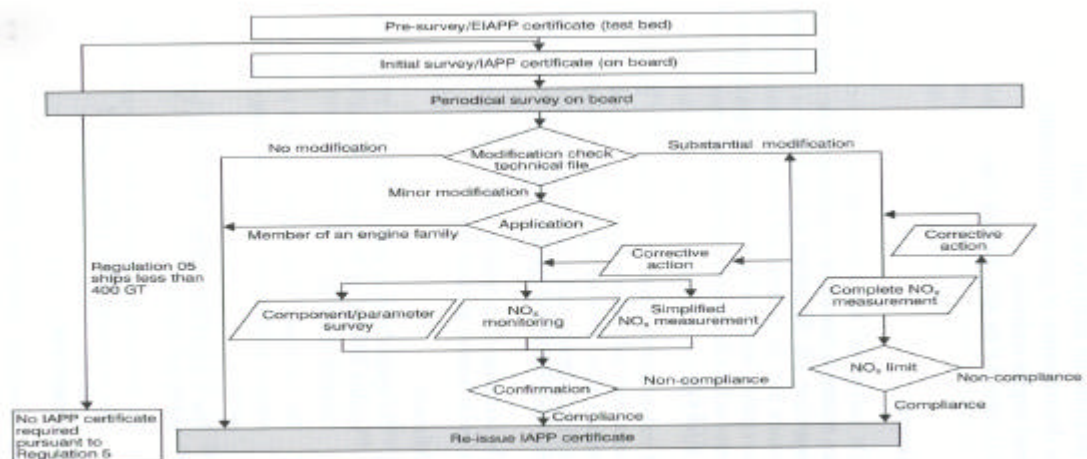 Pre-survey/EIAPP certificate (test bed)
Initial survey/IAPP certificate (on board)
Periodical survey on board
No modification
Modification check
technical file
Substantial modification
Minor modification
Application
Member of an engine family
Corrective
action
Corrective
action
Regulation 05
ships less than
400 GT
Component/parameter
survey
NOx
monitoring
Simplified
NOx measurement
Complete NOx
measurement
NOx limit
Non-compliance
Confirmation
Non-compliance
Compliance
Compliance
No IAPP certificate
required
pursuant to
Regulation 5
Re-issue IAPP certificate